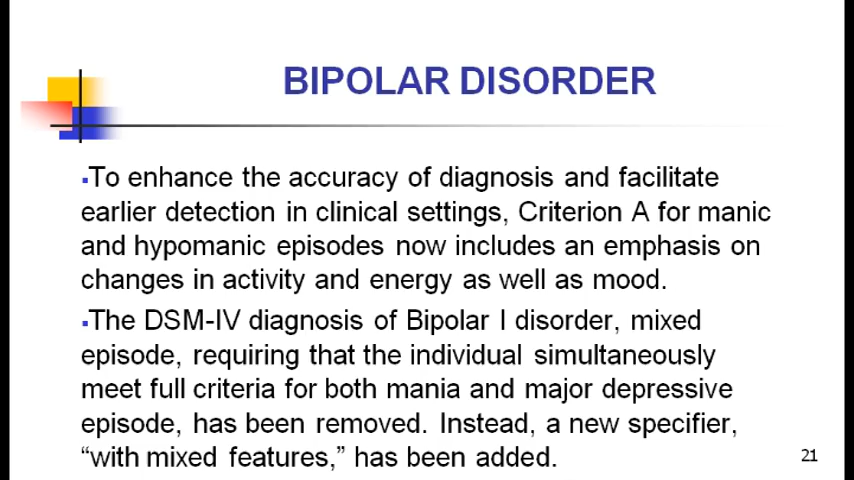 BIPOLAR DISORDER
▪To enhance the accuracy of diagnosis and facilitate
earlier detection in clinical settings, Criterion A for manic
and hypomanic episodes now includes an emphasis on
changes in activity and energy as well as mood.
▪The DSM-IV diagnosis of Bipolar I disorder, mixed
episode, requiring that the individual simultaneously
meet full criteria for both mania and major depressive
episode, has been removed. Instead, a new specifier,
“with mixed features,” has been added.
21